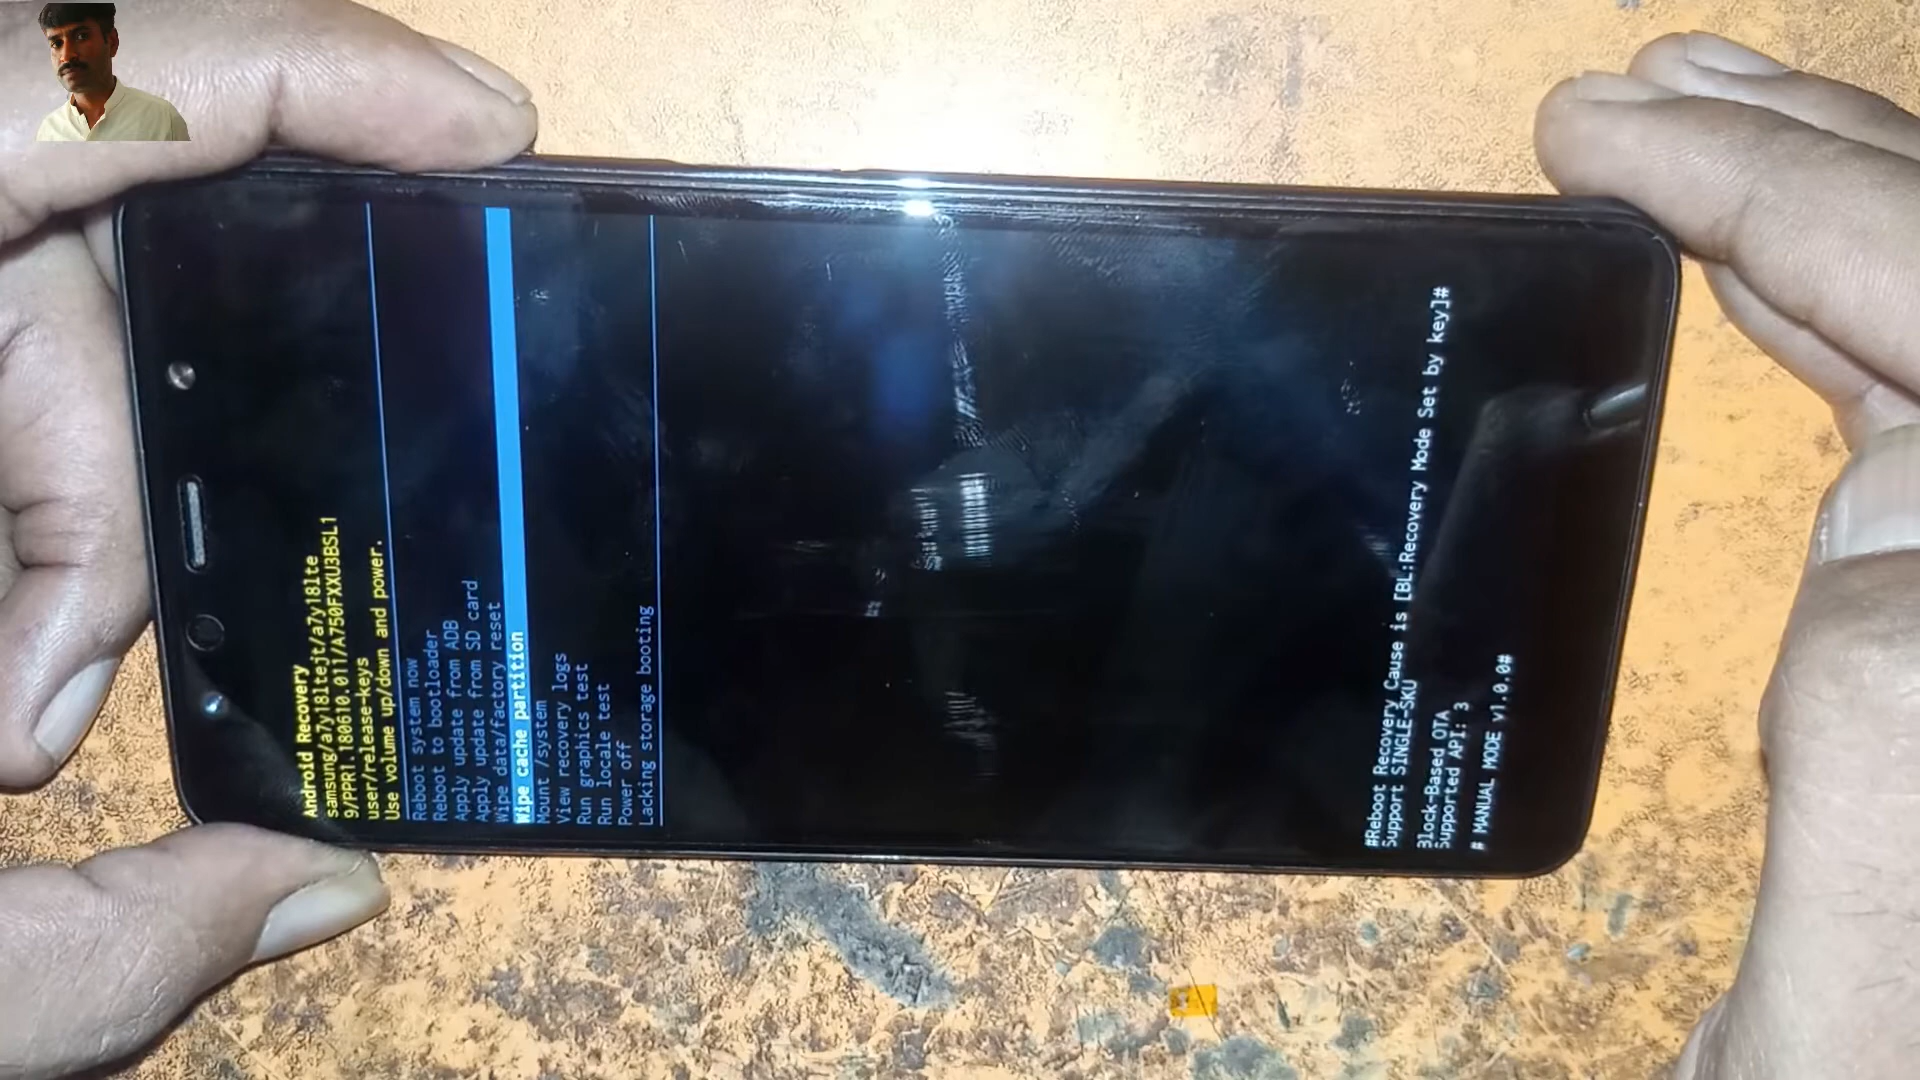 Android Recovery
samsung/a7y18ltejt/a7y18lte
9/PPR1.180610.011/A750FXXU3BSL1
user/release-keys
Use volume up/down and power.
Reboot system now
Reboot to bootloader
Apply update from ADB
Apply update from SD card
Wipe data/factory reset
Wipe cache partition
Mount /system
View recovery logs
Run graphics test
Run locale test
Power off
Lacking storage booting
#Reboot Recovery Cause is [BL:Recovery Mode Set by key]#
Support SINGLE-SKU
Block-Based OTA
Supported API: 3
# MANUAL MODE v1.0.0#